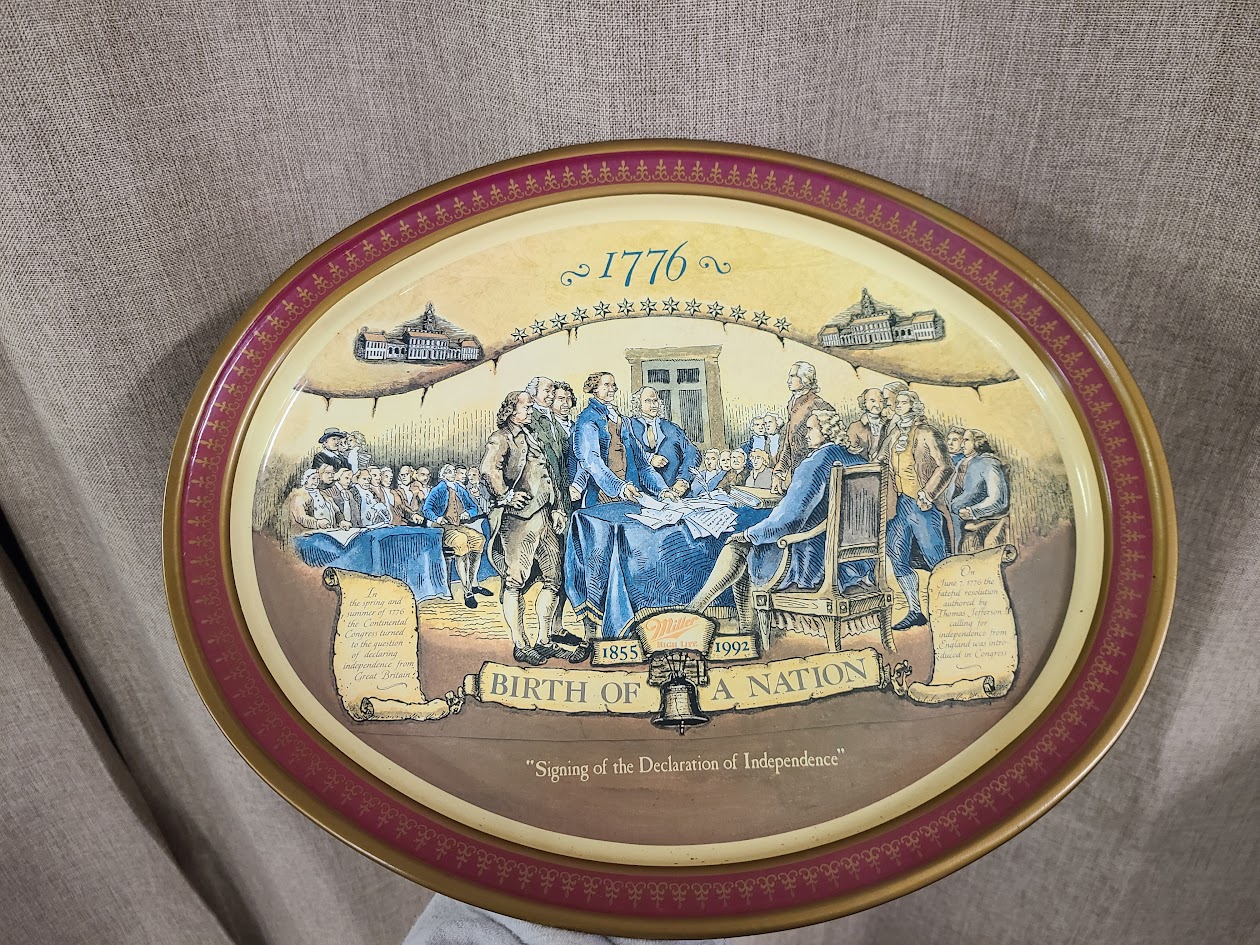 1776
In
the spring and
summer of 1776
the Continental
Congress turned
to the question
of declaring
independence from
Great Britain.
On
June 7, 1776 the
fateful resolution
authored by
Thomas Jefferson
calling for
independence from
England was intro-
duced in Congress
Miller
HIGH LIFE
1855 1992
BIRTH OF A NATION
"Signing of the Declaration of Independence"